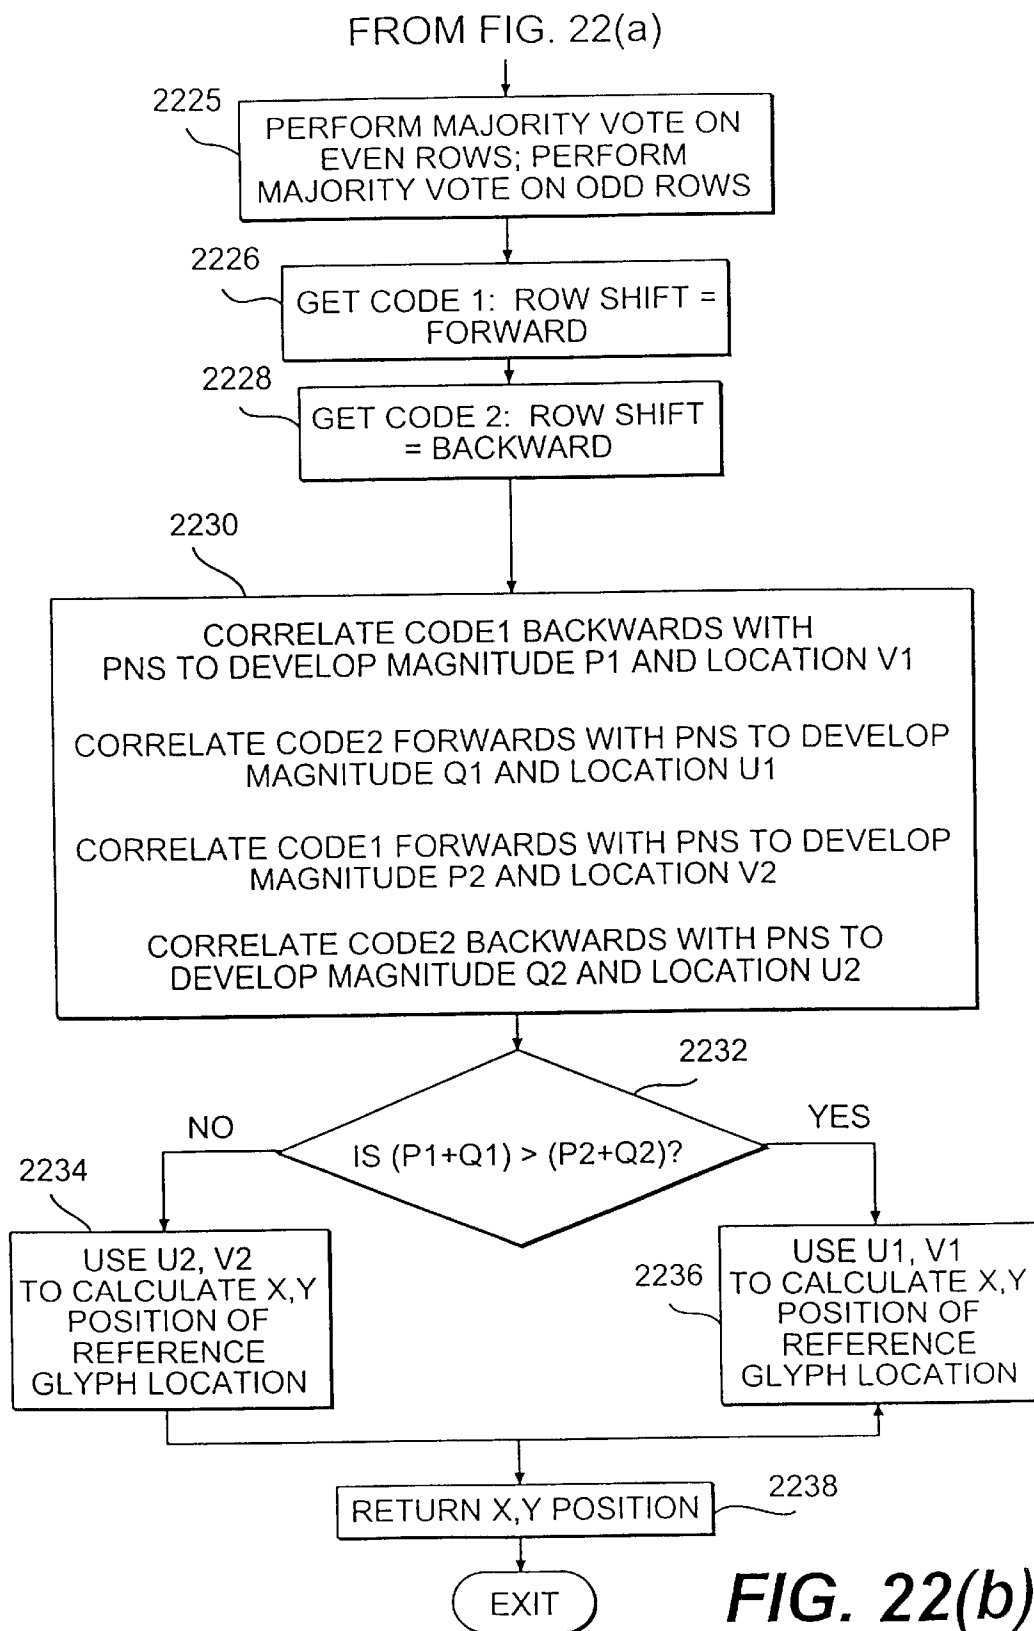 FROM FIG. 22(a)
2225
PERFORM MAJORITY VOTE ON
EVEN ROWS; PERFORM
MAJORITY VOTE ON ODD ROWS
2226
GET CODE 1: ROW SHIFT =
FORWARD
2228
GET CODE 2: ROW SHIFT
= BACKWARD
2230
CORRELATE CODE1 BACKWARDS WITH
PNS TO DEVELOP MAGNITUDE P1 AND LOCATION V1
CORRELATE CODE2 FORWARDS WITH PNS TO DEVELOP
MAGNITUDE Q1 AND LOCATION U1
CORRELATE CODE1 FORWARDS WITH PNS TO DEVELOP
MAGNITUDE P2 AND LOCATION V2
CORRELATE CODE2 BACKWARDS WITH PNS TO
DEVELOP MAGNITUDE Q2 AND LOCATION U2
2232
IS (P1+Q1) > (P2+Q2)?
NO
YES
2234
USE U2, V2
TO CALCULATE X,Y
POSITION OF
REFERENCE
GLYPH LOCATION
2236
USE U1, V1
TO CALCULATE X,Y
POSITION OF
REFERENCE
GLYPH LOCATION
RETURN X,Y POSITION
2238
EXIT
FIG. 22(b)